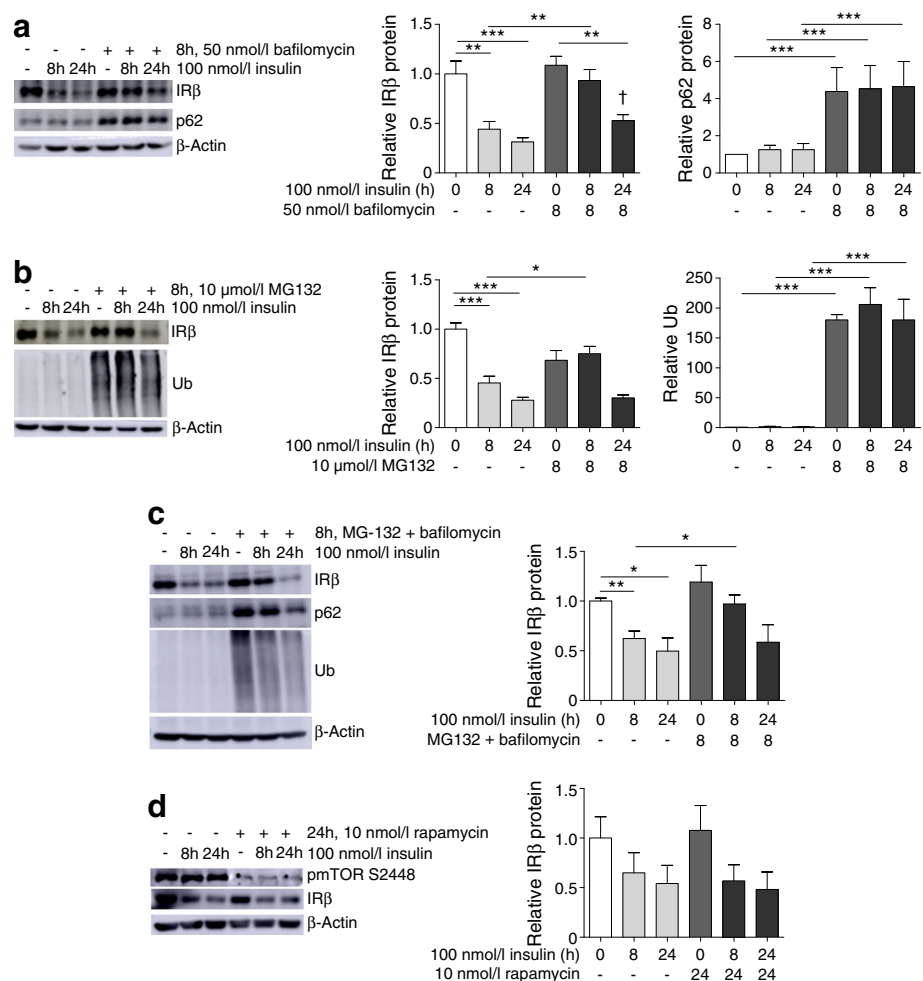 a
- - - + + + 8h, 50 nmol/l bafilomycin
- 8h 24h - 8h 24h 100 nmol/l insulin
IRβ
p62
β-Actin
Relative IRβ protein
1.5
1.0
0.5
0
** *** ** ** †
100 nmol/l insulin (h) 0 8 24 0 8 24
50 nmol/l bafilomycin - - - 8 8 8
Relative p62 protein
8
6
4
2
0
*** *** ***
0 8 24 0 8 24
- - - 8 8 8
b
- - - + + + 8h, 10 µmol/l MG132
- 8h 24h - 8h 24h 100 nmol/l insulin
IRβ
Ub
β-Actin
Relative IRβ protein
1.5
1.0
0.5
0
*** *** *
100 nmol/l insulin (h) 0 8 24 0 8 24
10 µmol/l MG132 - - - 8 8 8
Relative Ub
250
200
150
100
50
0
*** *** ***
0 8 24 0 8 24
- - - 8 8 8
c
- - - + + + 8h, MG-132 + bafilomycin
- 8h 24h - 8h 24h 100 nmol/l insulin
IRβ
p62
Ub
β-Actin
Relative IRβ protein
1.5
1.0
0.5
0
** * *
100 nmol/l insulin (h) 0 8 24 0 8 24
MG132 + bafilomycin - - - 8 8 8
d
- - - + + + 24h, 10 nmol/l rapamycin
- 8h 24h - 8h 24h 100 nmol/l insulin
pmTOR S2448
IRβ
β-Actin
Relative IRβ protein
1.5
1.0
0.5
0
100 nmol/l insulin (h) 0 8 24 0 8 24
10 nmol/l rapamycin - - - 24 24 24